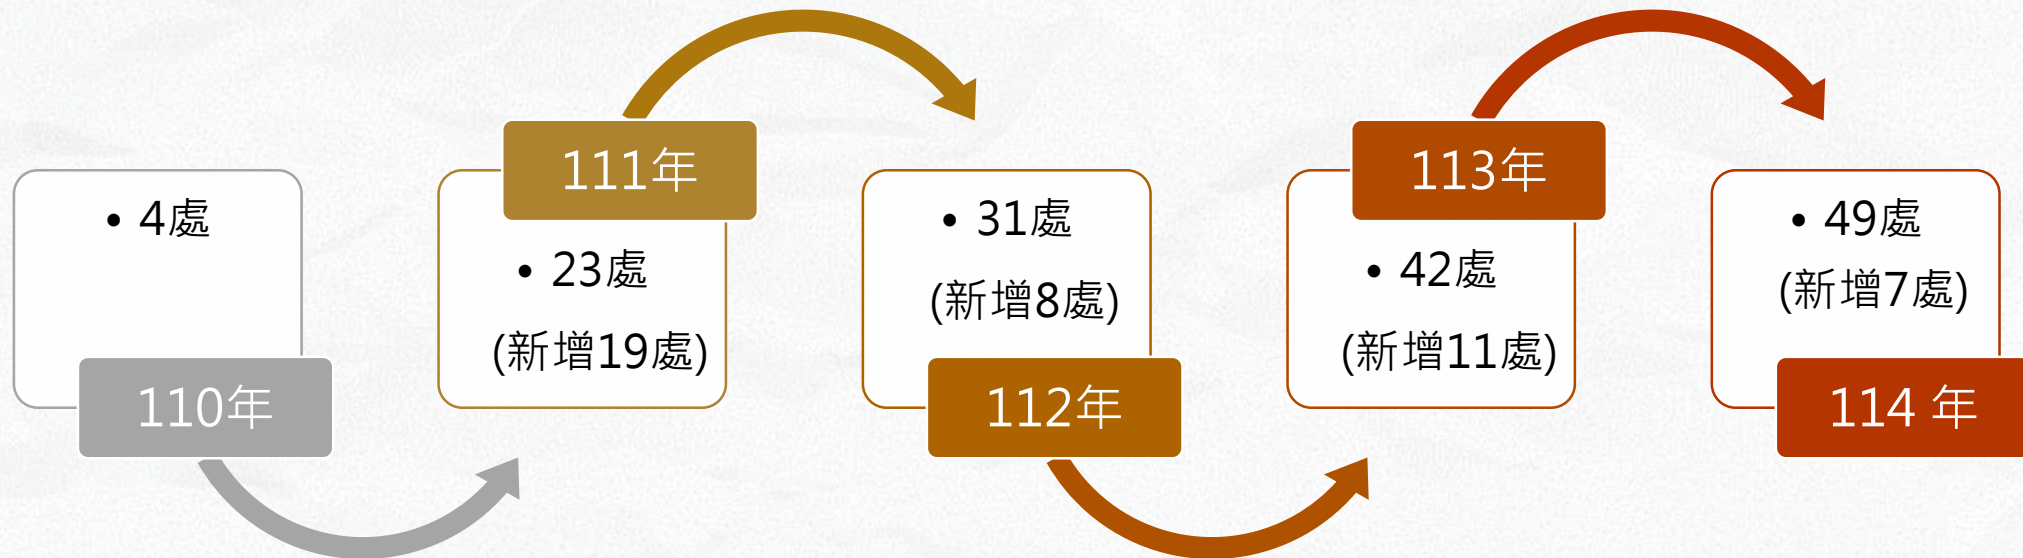 • 4處
110年
111年
• 23處
(新增19處)
• 31處
(新增8處)
112年
113年
• 42處
(新增11處)
• 49處
(新增7處)
114 年